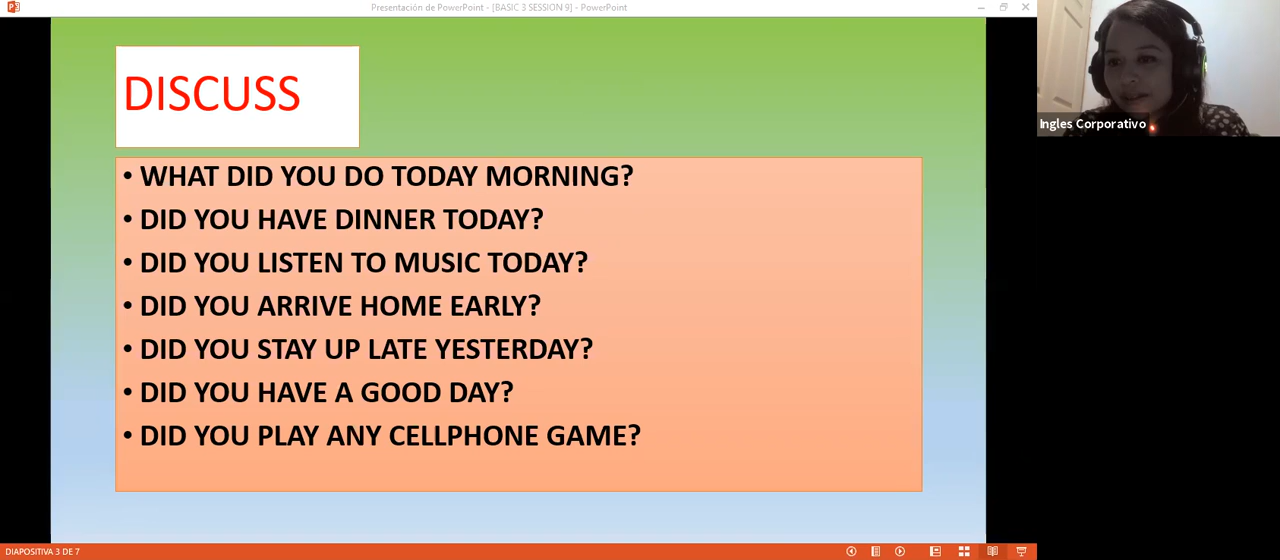 Presentación de PowerPoint - [BASIC 3 SESSION 9] - PowerPoint
DISCUSS
• WHAT DID YOU DO TODAY MORNING?
• DID YOU HAVE DINNER TODAY?
• DID YOU LISTEN TO MUSIC TODAY?
• DID YOU ARRIVE HOME EARLY?
• DID YOU STAY UP LATE YESTERDAY?
• DID YOU HAVE A GOOD DAY?
• DID YOU PLAY ANY CELLPHONE GAME?
Ingles Corporativo
DIAPOSITIVA 3 DE 7